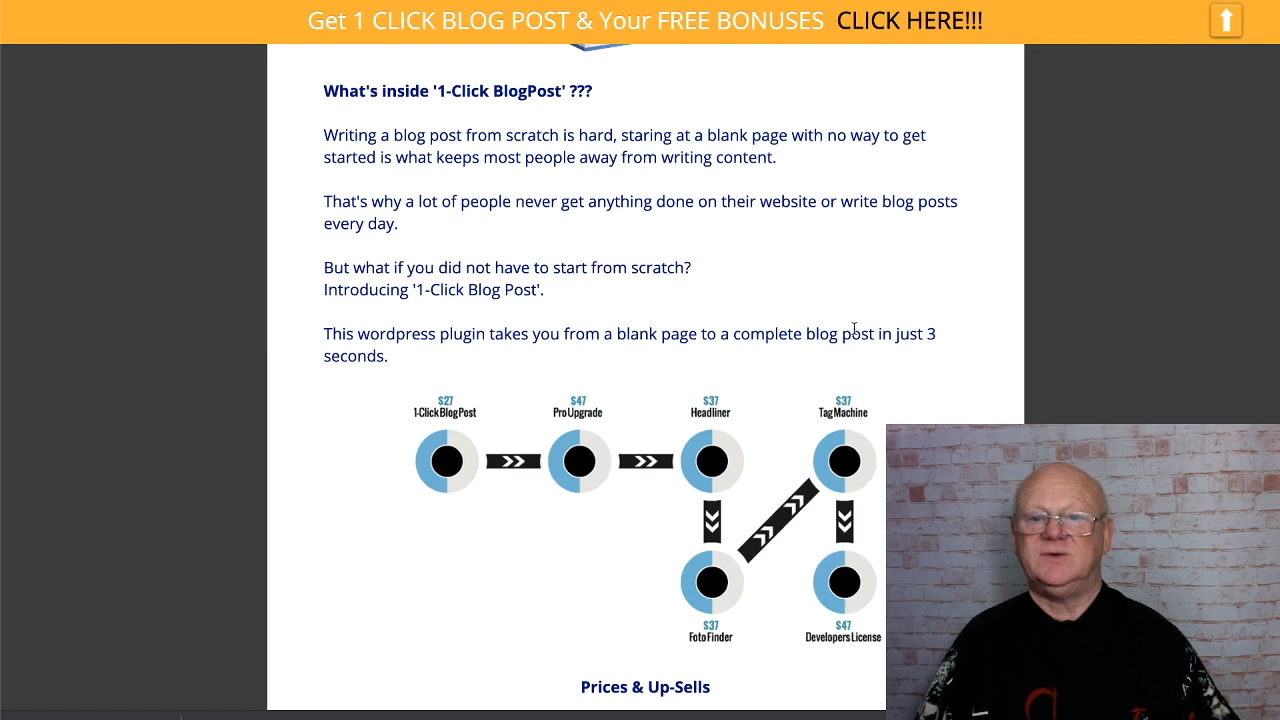 Get 1 CLICK BLOG POST & Your FREE BONUSES CLICK HERE!!!
What's inside '1-Click BlogPost' ???
Writing a blog post from scratch is hard, staring at a blank page with no way to get
started is what keeps most people away from writing content.
That's why a lot of people never get anything done on their website or write blog posts
every day.
But what if you did not have to start from scratch?
Introducing '1-Click Blog Post'.
This wordpress plugin takes you from a blank page to a complete blog post in just 3
seconds.
$27 $47 $37 $37
1-Click Blog Post Pro Upgrade Headliner Tag Machine
$37 $47
Foto Finder Developers License
Prices & Up-Sells